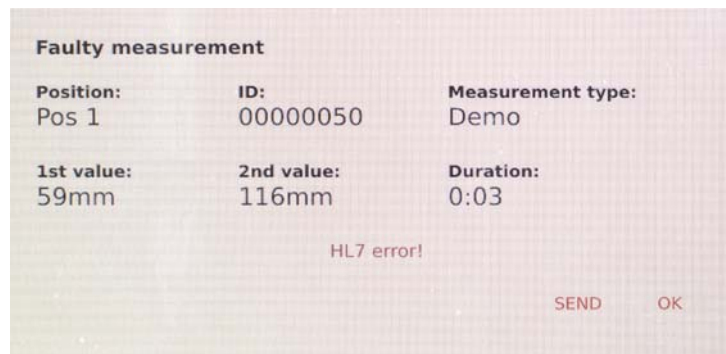 Faulty measurement
Position: ID: Measurement type:
Pos 1 00000050 Demo
1st value: 2nd value: Duration:
59mm 116mm 0:03
HL7 error!
SEND OK